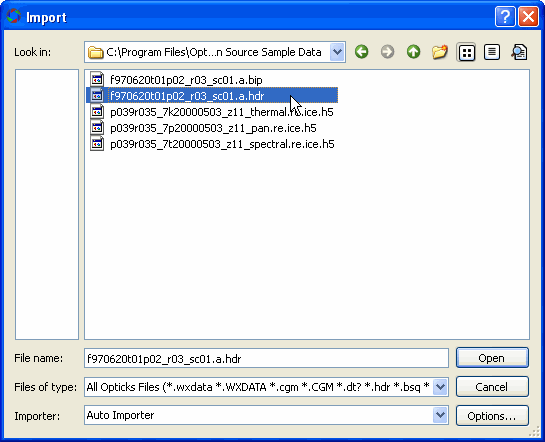 Import
Look in: C:\Program Files\Opt...n Source Sample Data
f970620t01p02_r03_sc01.a.bip
f970620t01p02_r03_sc01.a.hdr
p039r035_7k20000503_z11_thermal.re.ice.h5
p039r035_7p20000503_z11_pan.re.ice.h5
p039r035_7t20000503_z11_spectral.re.ice.h5
File name: f970620t01p02_r03_sc01.a.hdr Open
Files of type: All Opticks Files (*.wxdata *.WXDATA *.cgm *.CGM *.dt? *.hdr *.bsq * Cancel
Importer: Auto Importer Options...